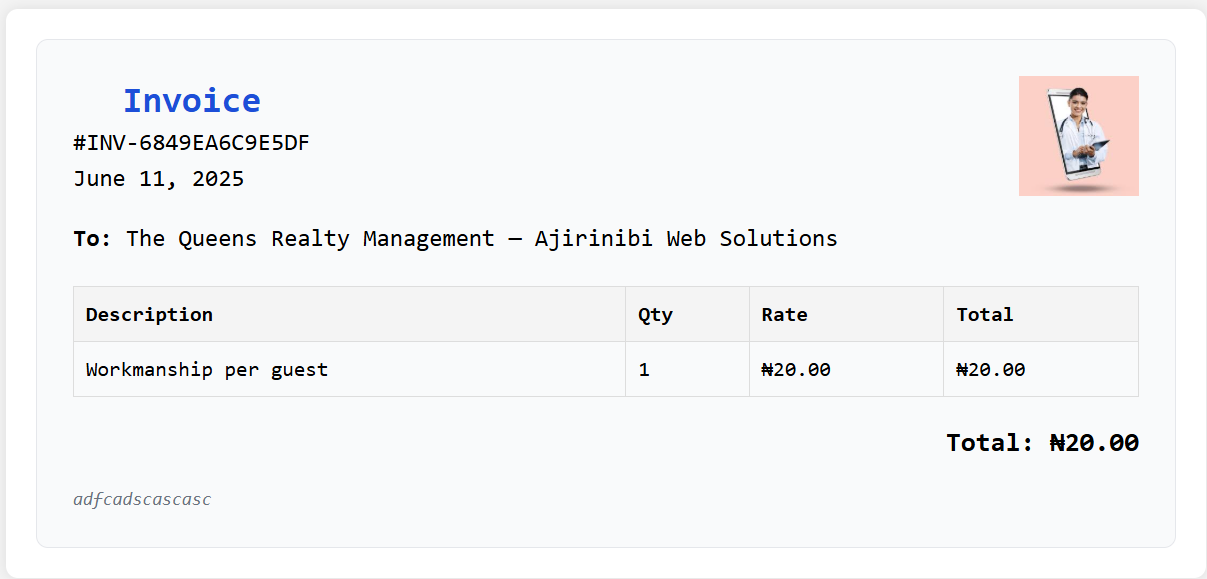 Invoice
#INV-6849EA6C9E5DF
June 11, 2025
To: The Queens Realty Management — Ajirinibi Web Solutions
Description Qty Rate Total
Workmanship per guest 1 ₦20.00 ₦20.00
Total: ₦20.00
adfcadscascasc